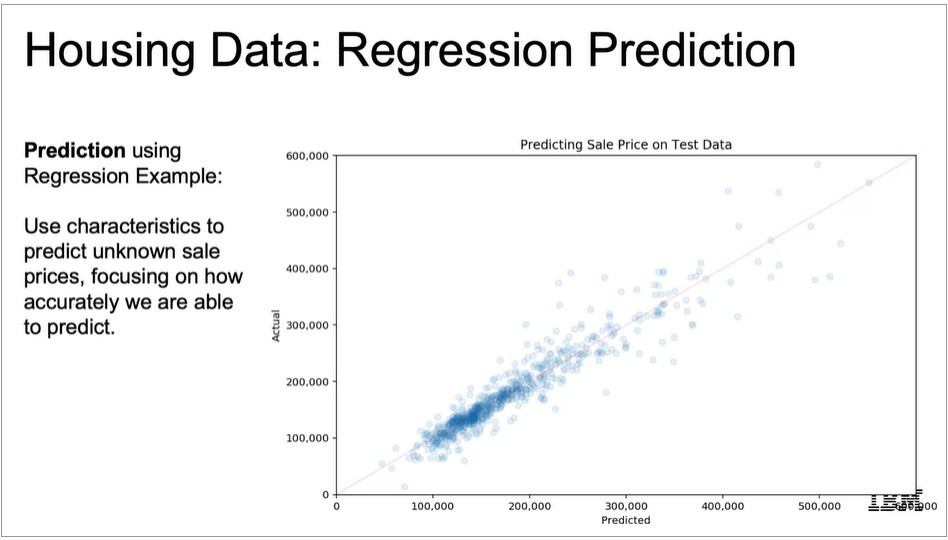 Housing Data: Regression Prediction
Prediction using
Regression Example:
Use characteristics to
predict unknown sale
prices, focusing on how
accurately we are able
to predict.
Predicting Sale Price on Test Data
600,000
500,000
400,000
300,000
200,000
100,000
0
Actual
0 100,000 200,000 300,000 400,000 500,000 600,000
Predicted
IBM